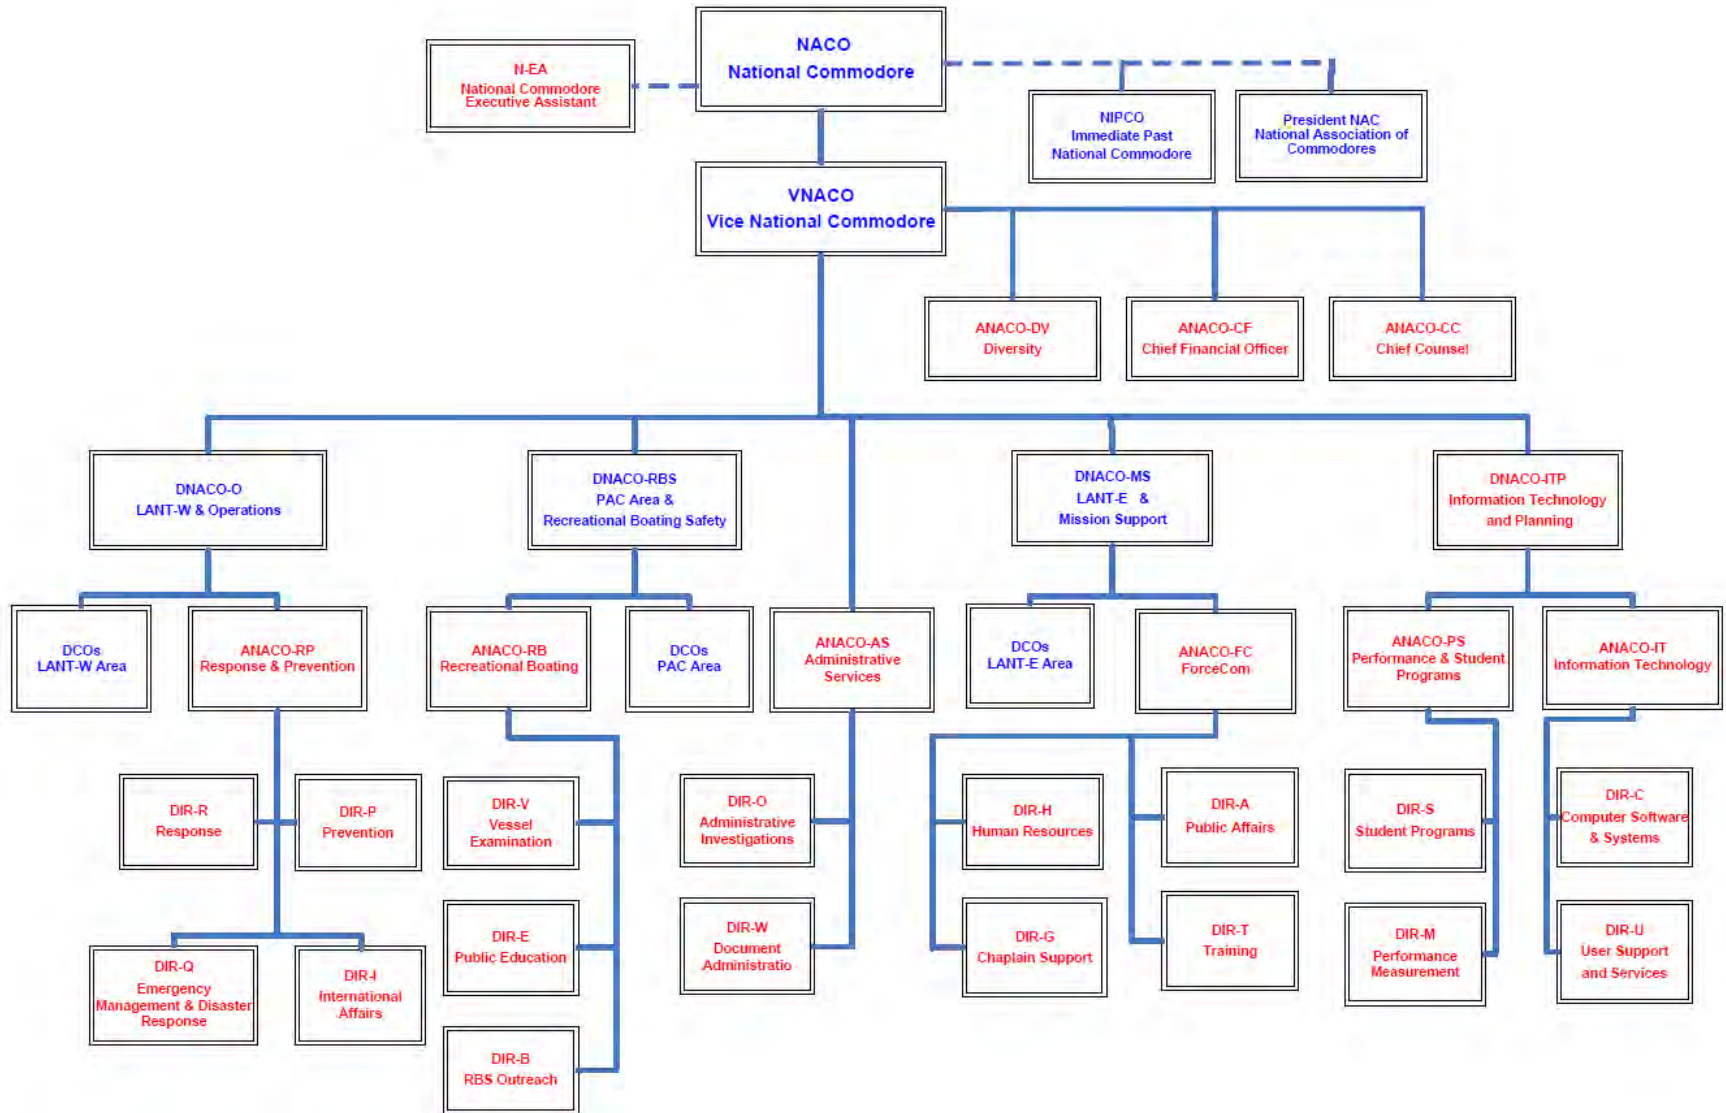 NACO
National Commodore
N-EA
National Commodore
Executive Assistant
NIPCO
Immediate Past
National Commodore
President NAC
National Association of
Commodores
VNACO
Vice National Commodore
ANACO-DV
Diversity
ANACO-CF
Chief Financial Officer
ANACO-CC
Chief Counsel
DNACO-O
LANT-W & Operations
DNACO-RBS
PAC Area &
Recreational Boating Safety
DNACO-MS
LANT-E &
Mission Support
DNACO-ITP
Information Technology
and Planning
DCOs
LANT-W Area
ANACO-RP
Response & Prevention
ANACO-RB
Recreational Boating
DCOs
PAC Area
ANACO-AS
Administrative
Services
DCOs
LANT-E Area
ANACO-FC
ForceCom
ANACO-PS
Performance & Student
Programs
ANACO-IT
Information Technology
DIR-R
Response
DIR-P
Prevention
DIR-V
Vessel
Examination
DIR-O
Administrative
Investigations
DIR-H
Human Resources
DIR-A
Public Affairs
DIR-S
Student Programs
DIR-C
Computer Software
& Systems
DIR-Q
Emergency
Management & Disaster
Response
DIR-I
International
Affairs
DIR-E
Public Education
DIR-W
Document
Administratio
DIR-G
Chaplain Support
DIR-T
Training
DIR-M
Performance
Measurement
DIR-U
User Support
and Services
DIR-B
RBS Outreach